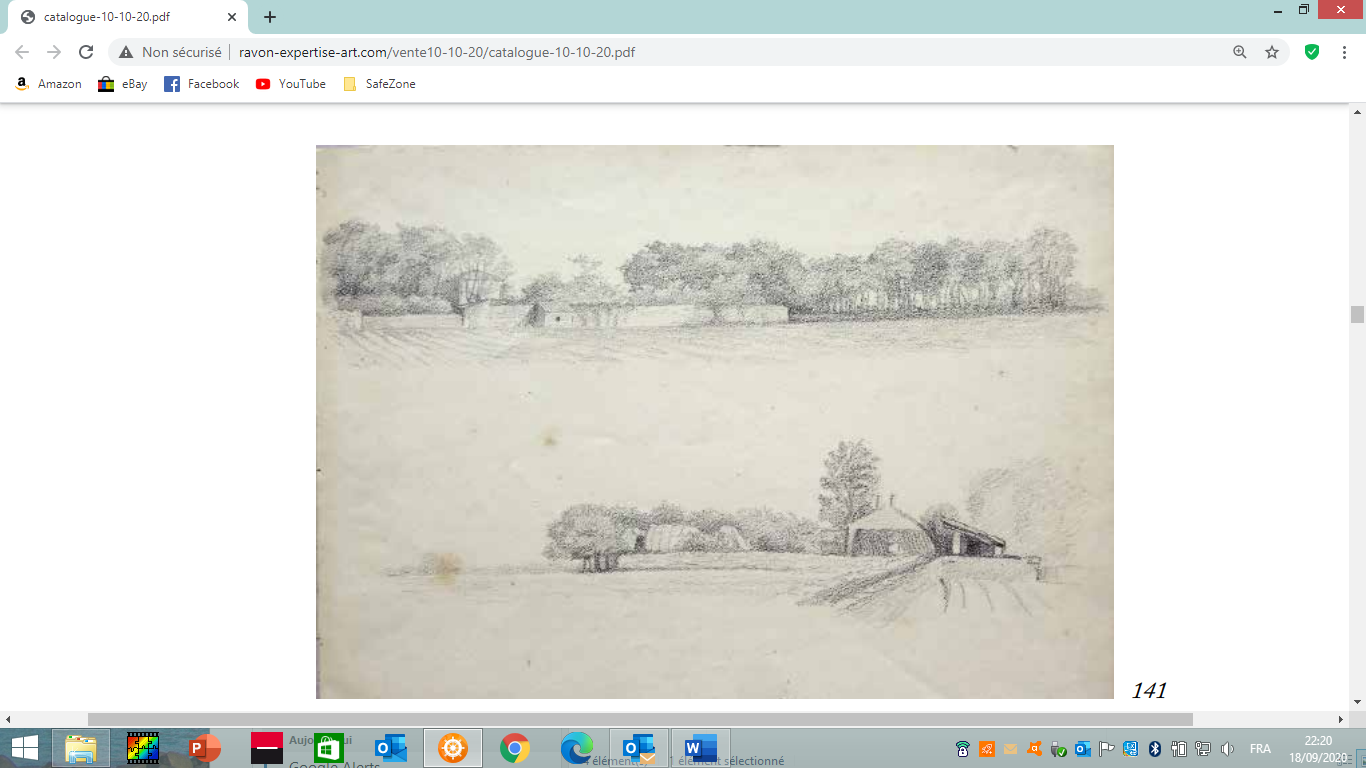 catalogue-10-10-20.pdf
Non sécurisé
ravon-expertise-art.com/vente10-10-20/catalogue-10-10-20.pdf
Amazon
eBay
Facebook
YouTube
SafeZone
141
sélectionné
FRA
22:20
18/09/2020